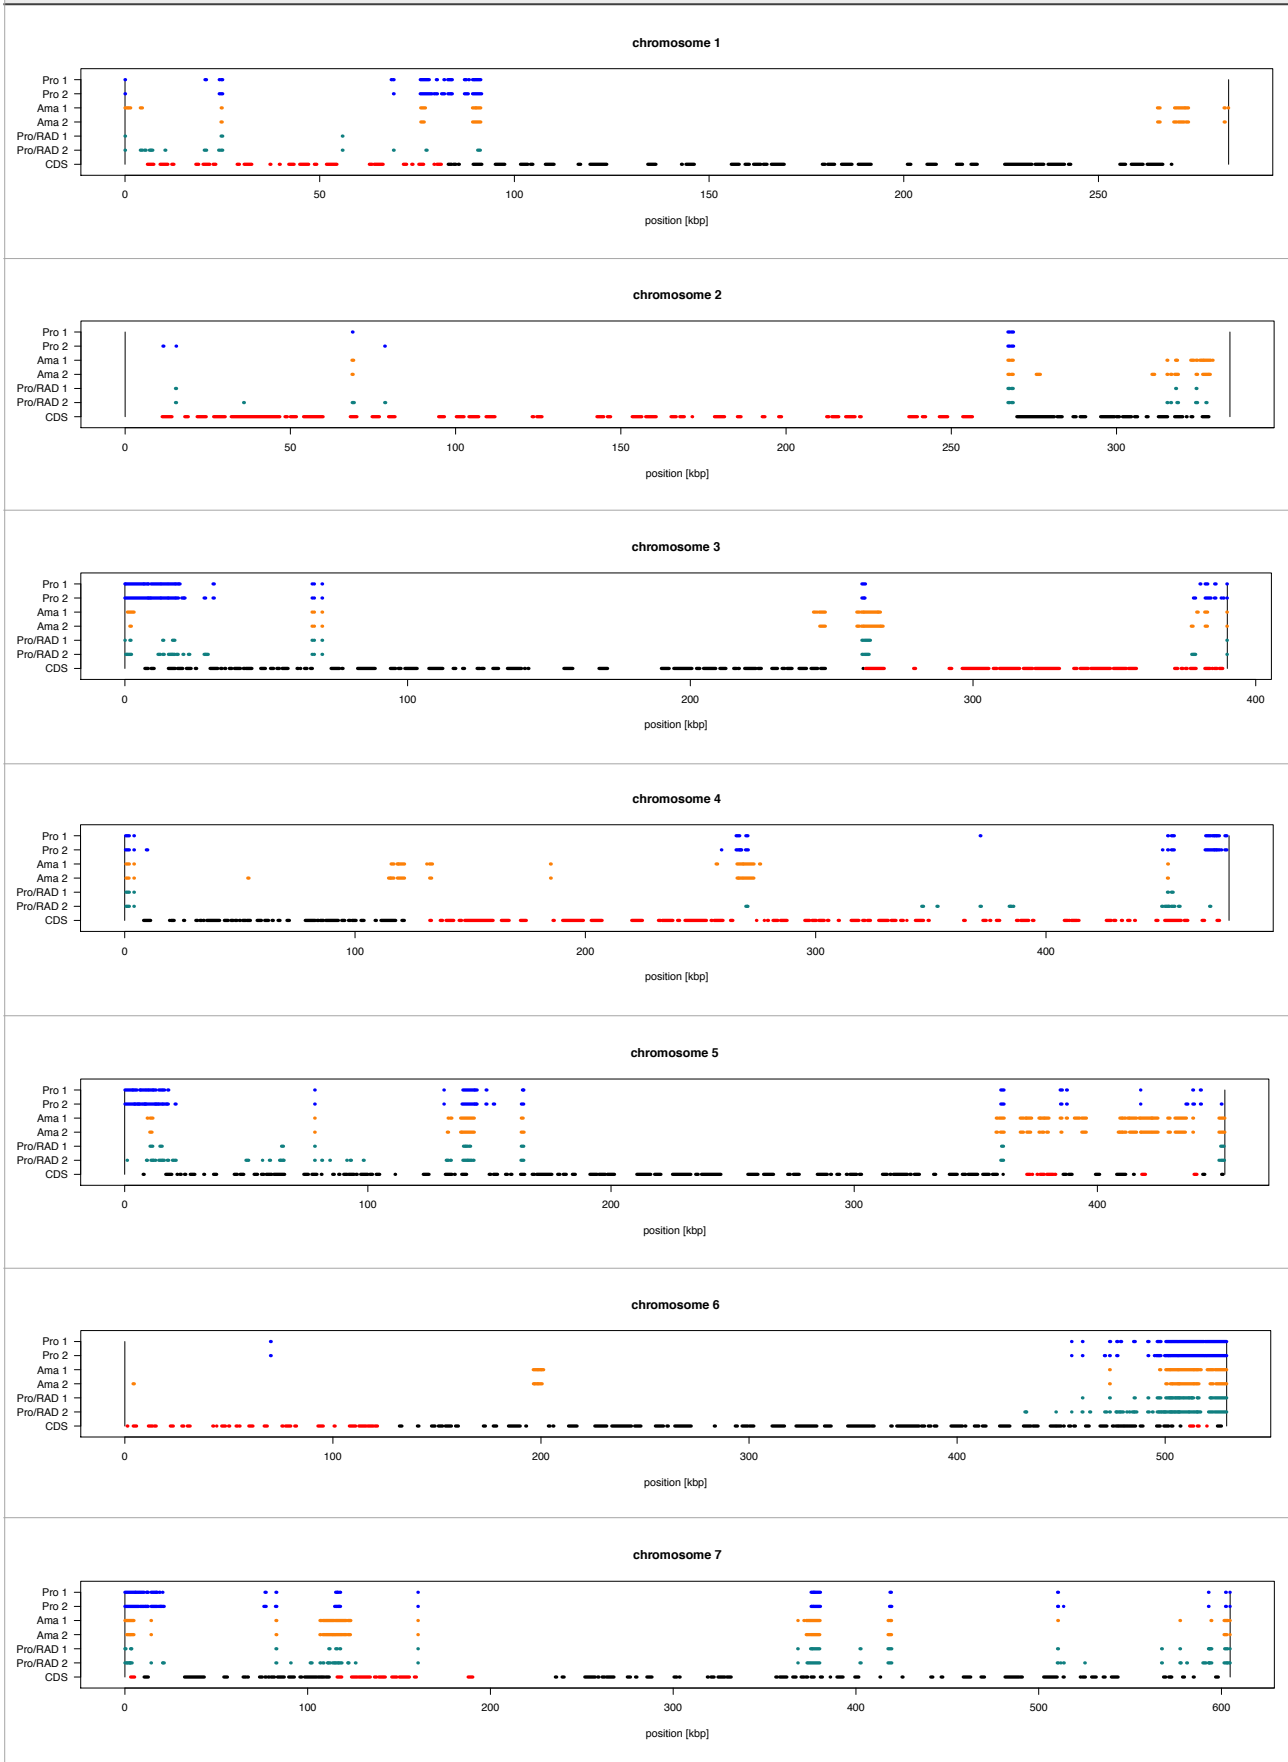 chromosome 1
Pro 1
Pro 2
Ama 1
Ama 2
Pro/RAD 1
Pro/RAD 2
CDS
0 50 100 150 200 250
position [kbp]
chromosome 2
Pro 1
Pro 2
Ama 1
Ama 2
Pro/RAD 1
Pro/RAD 2
CDS
0 50 100 150 200 250 300
position [kbp]
chromosome 3
Pro 1
Pro 2
Ama 1
Ama 2
Pro/RAD 1
Pro/RAD 2
CDS
0 100 200 300 400
position [kbp]
chromosome 4
Pro 1
Pro 2
Ama 1
Ama 2
Pro/RAD 1
Pro/RAD 2
CDS
0 100 200 300 400
position [kbp]
chromosome 5
Pro 1
Pro 2
Ama 1
Ama 2
Pro/RAD 1
Pro/RAD 2
CDS
0 100 200 300 400
position [kbp]
chromosome 6
Pro 1
Pro 2
Ama 1
Ama 2
Pro/RAD 1
Pro/RAD 2
CDS
0 100 200 300 400 500
position [kbp]
chromosome 7
Pro 1
Pro 2
Ama 1
Ama 2
Pro/RAD 1
Pro/RAD 2
CDS
0 100 200 300 400 500 600
position [kbp]